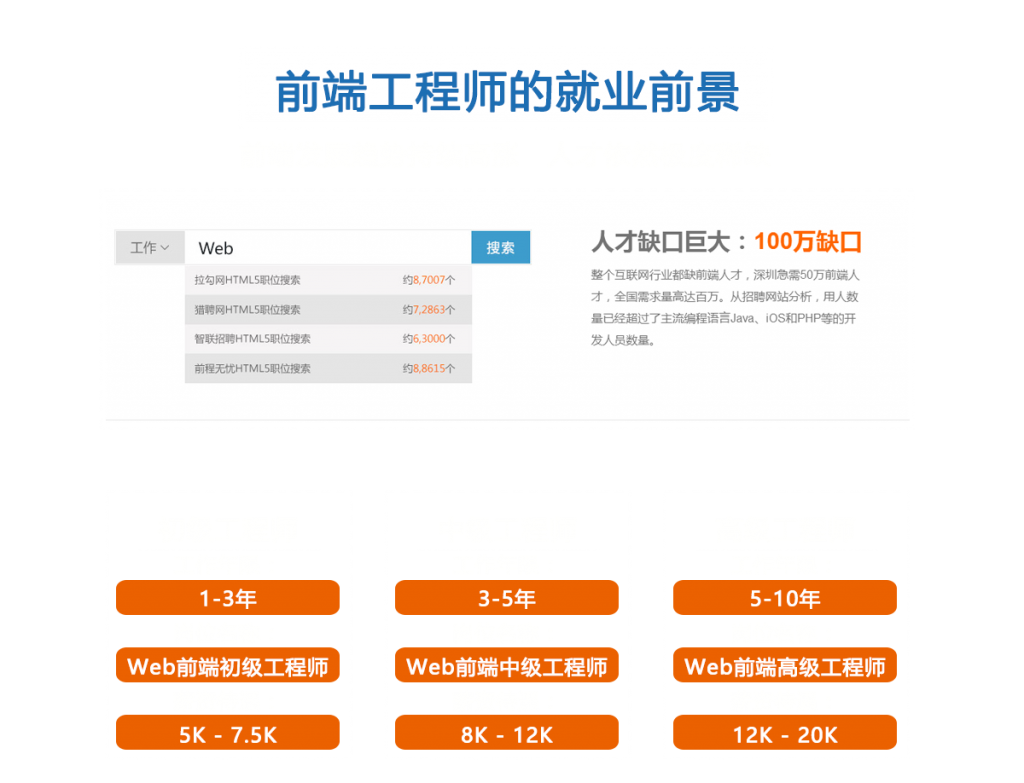 前端工程师的就业前景
工作 Web 搜索
拉勾网HTML5职位搜索 约8,7007个
猎聘网HTML5职位搜索 约7,2863个
智联招聘HTML5职位搜索 约6,3000个
前程无忧HTML5职位搜索 约8,8615个
人才缺口巨大：100万缺口
整个互联网行业都缺前端人才，深圳急需50万前端人
才，全国需求量高达百万。从招聘网站分析，用人数
量已经超过了主流编程语言Java、iOS和PHP等的开
发人员数量。
1-3年 3-5年 5-10年
Web前端初级工程师 Web前端中级工程师 Web前端高级工程师
5K - 7.5K 8K - 12K 12K - 20K